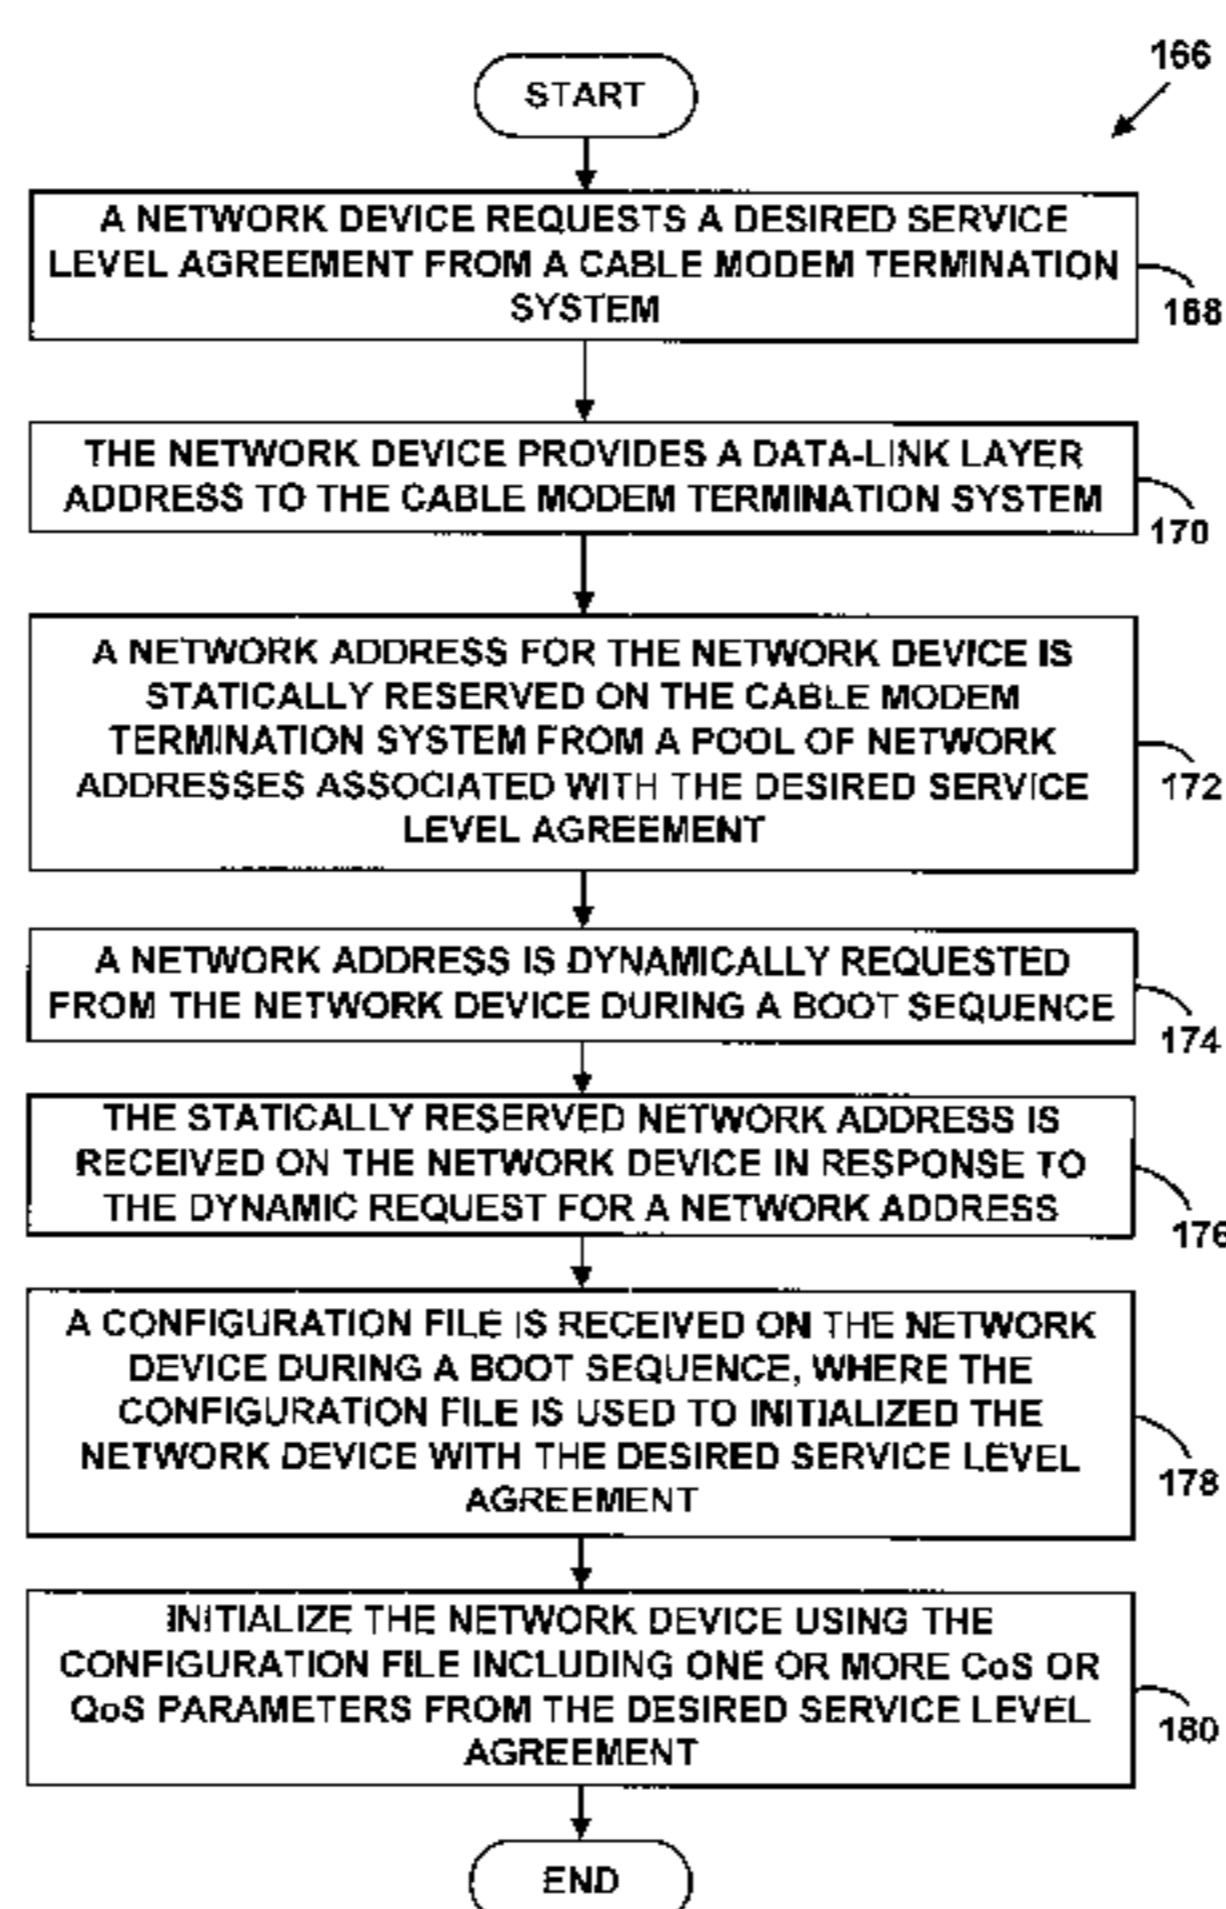 166
START
A NETWORK DEVICE REQUESTS A DESIRED SERVICE
LEVEL AGREEMENT FROM A CABLE MODEM TERMINATION
SYSTEM
168
THE NETWORK DEVICE PROVIDES A DATA-LINK LAYER
ADDRESS TO THE CABLE MODEM TERMINATION SYSTEM
170
A NETWORK ADDRESS FOR THE NETWORK DEVICE IS
STATICALLY RESERVED ON THE CABLE MODEM
TERMINATION SYSTEM FROM A POOL OF NETWORK
ADDRESSES ASSOCIATED WITH THE DESIRED SERVICE
LEVEL AGREEMENT
172
A NETWORK ADDRESS IS DYNAMICALLY REQUESTED
FROM THE NETWORK DEVICE DURING A BOOT SEQUENCE
174
THE STATICALLY RESERVED NETWORK ADDRESS IS
RECEIVED ON THE NETWORK DEVICE IN RESPONSE TO
THE DYNAMIC REQUEST FOR A NETWORK ADDRESS
176
A CONFIGURATION FILE IS RECEIVED ON THE NETWORK
DEVICE DURING A BOOT SEQUENCE, WHERE THE
CONFIGURATION FILE IS USED TO INITIALIZED THE
NETWORK DEVICE WITH THE DESIRED SERVICE LEVEL
AGREEMENT
178
INITIALIZE THE NETWORK DEVICE USING THE
CONFIGURATION FILE INCLUDING ONE OR MORE CoS OR
QoS PARAMETERS FROM THE DESIRED SERVICE LEVEL
AGREEMENT
180
END